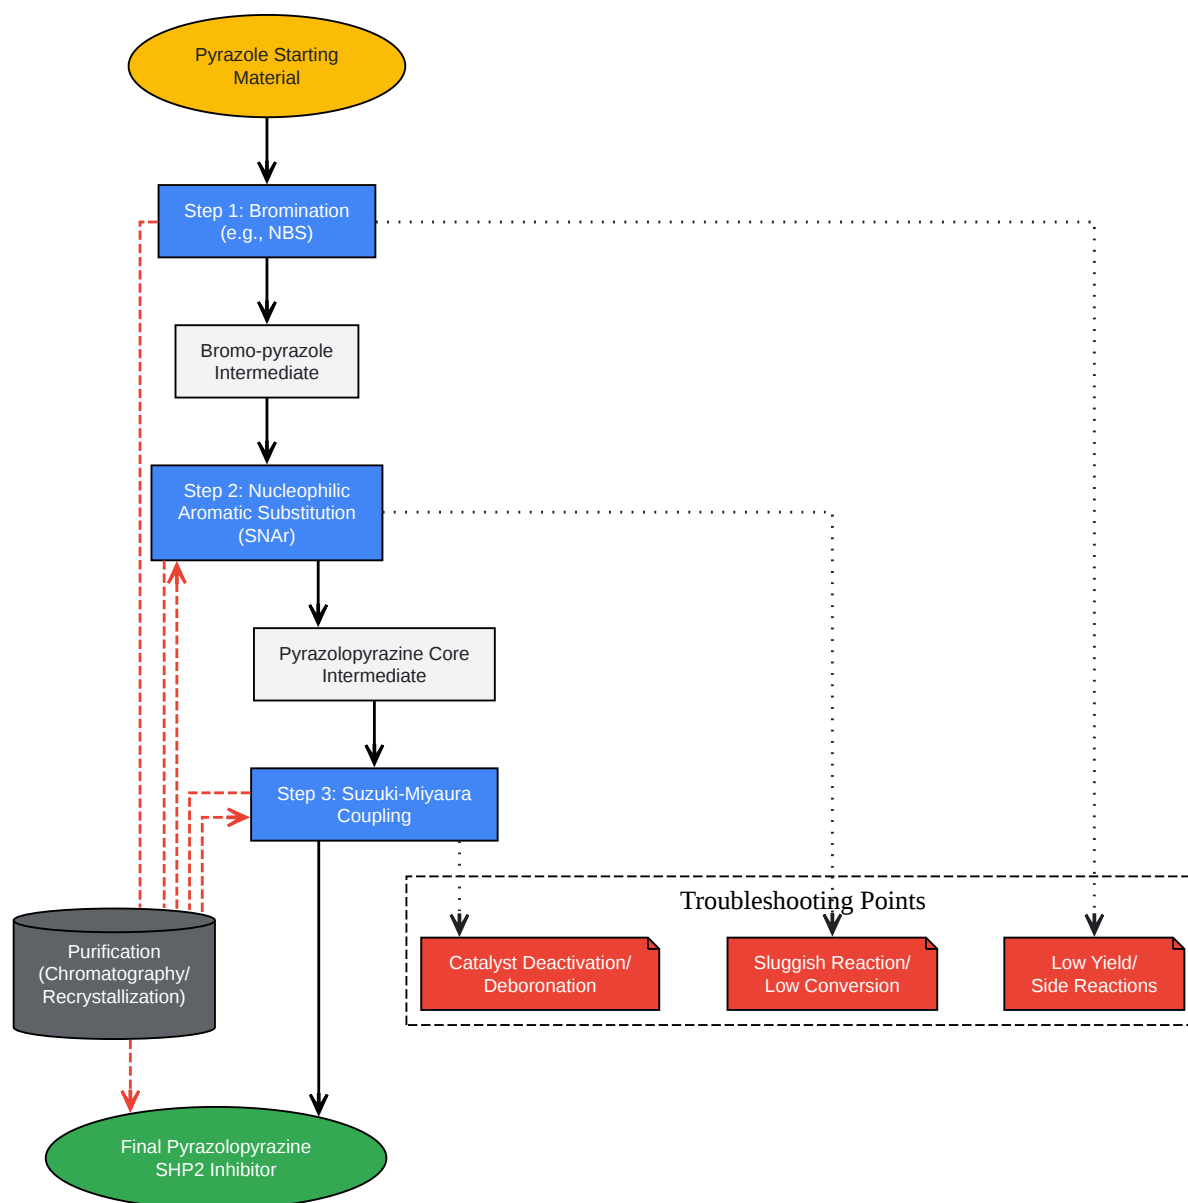 Pyrazole Starting
Material
Step 1: Bromination
(e.g., NBS)
Bromo-pyrazole
Intermediate
Step 2: Nucleophilic
Aromatic Substitution
(SNAr)
Pyrazolopyrazine Core
Intermediate
Step 3: Suzuki-Miyaura
Coupling
Troubleshooting Points
Purification
(Chromatography/
Recrystallization)
Catalyst Deactivation/
Deboronation
Sluggish Reaction/
Low Conversion
Low Yield/
Side Reactions
Final Pyrazolopyrazine
SHP2 Inhibitor